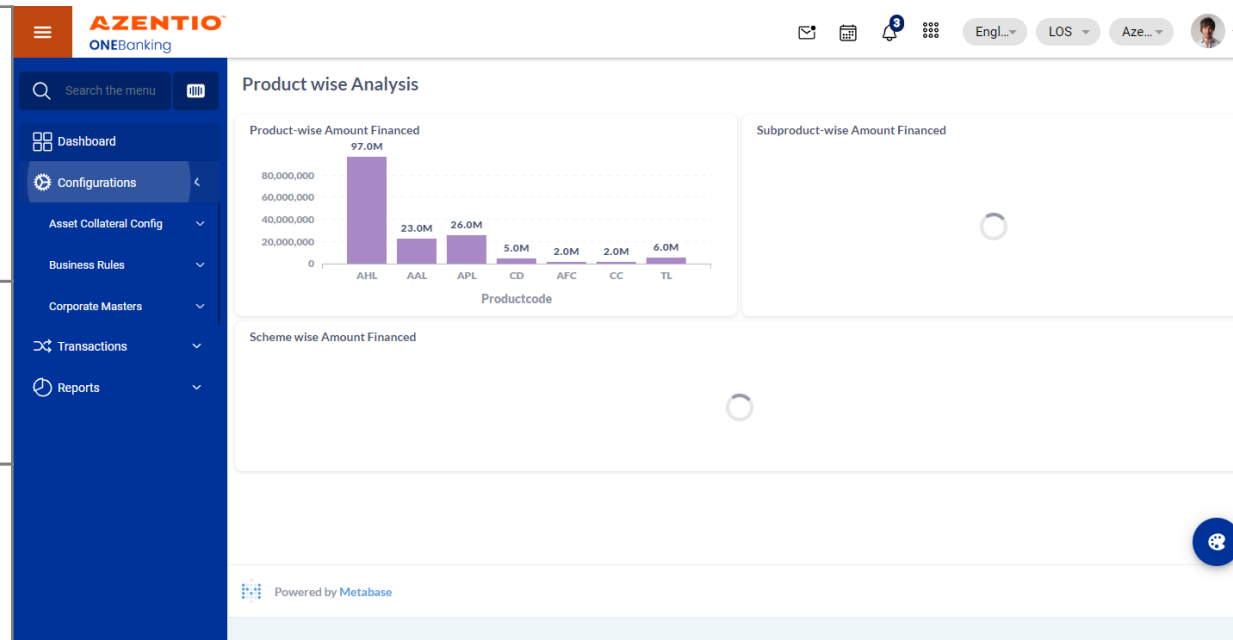 AZENTIO
ONEBanking
3
Engl...
LOS
Aze...
Search the menu
Dashboard
Configurations
Asset Collateral Config
Business Rules
Corporate Masters
Transactions
Reports
Product wise Analysis
Product-wise Amount Financed
97.0M
80,000,000
60,000,000
40,000,000
20,000,000
0
23.0M
26.0M
5.0M
2.0M
2.0M
6.0M
AHL AAL APL CD AFC CC TL
Productcode
Subproduct-wise Amount Financed
Scheme wise Amount Financed
Powered by Metabase